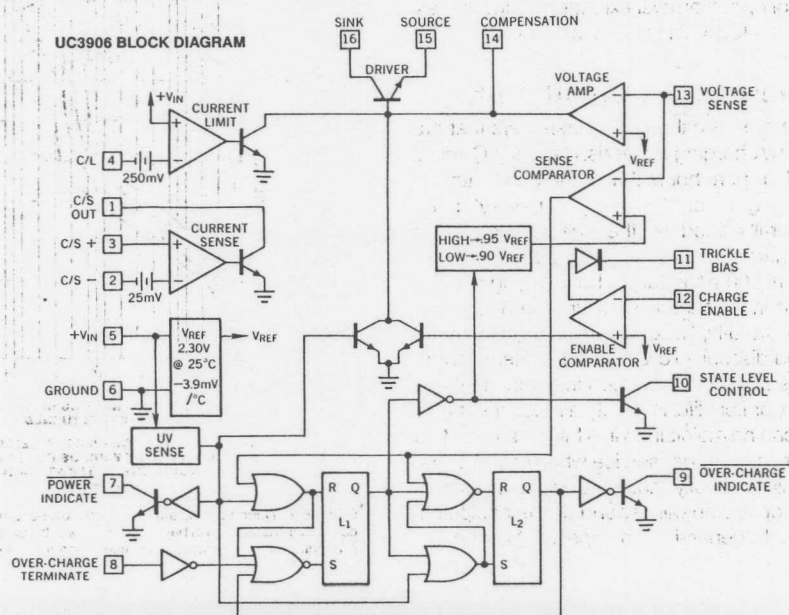 UC3906 BLOCK DIAGRAM
SINK
16
SOURCE
15
COMPENSATION
14
DRIVER
+VIN
CURRENT
LIMIT
+
−
C/L
4
250mV
VOLTAGE
AMP.
−
+
13
VOLTAGE
SENSE
VREF
SENSE
COMPARATOR
−
+
C/S
OUT
1
C/S +
3
C/S −
2
CURRENT
SENSE
+
−
25mV
HIGH→.95 VREF
LOW→.90 VREF
11
TRICKLE
BIAS
−
+
12
CHARGE
ENABLE
VREF
ENABLE
COMPARATOR
+VIN
5
VREF
2.30V
@ 25°C
−3.9mV
/°C
VREF
GROUND
6
10
STATE LEVEL
CONTROL
UV
SENSE
POWER
INDICATE
7
9
OVER-CHARGE
INDICATE
R Q
L1
S
R Q
L2
S
OVER-CHARGE
TERMINATE
8